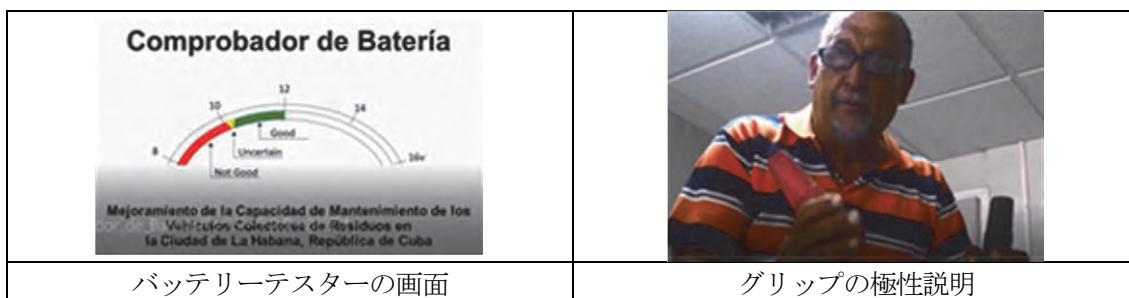 Comprobador de Batería
8
10
12
14
16v
Good
Uncertain
Not Good
Mejoramiento de la Capacidad de Mantenimiento de los
Vehículos Colectores de Residuos en
la Ciudad de La Habana, República de Cuba
バッテリーテスターの画面
グリップの極性説明